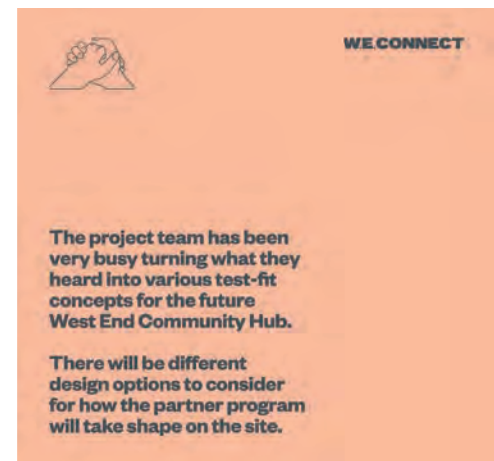 W.E.CONNECT
The project team has been
very busy turning what they
heard into various test-fit
concepts for the future
West End Community Hub.
There will be different
design options to consider
for how the partner program
will take shape on the site.